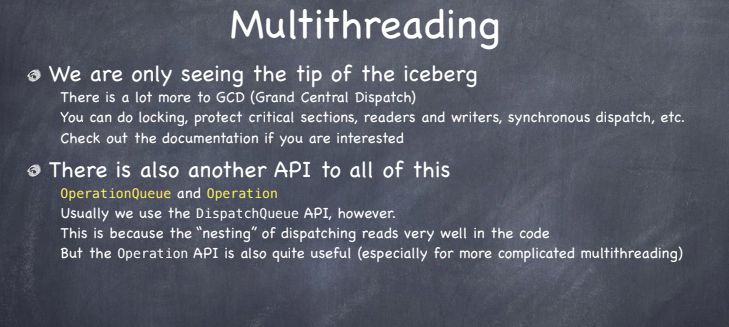 Multithreading
We are only seeing the tip of the iceberg
There is a lot more to GCD (Grand Central Dispatch)
You can do locking, protect critical sections, readers and writers, synchronous dispatch, etc.
Check out the documentation if you are interested
There is also another API to all of this
OperationQueue and Operation
Usually we use the DispatchQueue API, however.
This is because the “nesting” of dispatching reads very well in the code
But the Operation API is also quite useful (especially for more complicated multithreading)